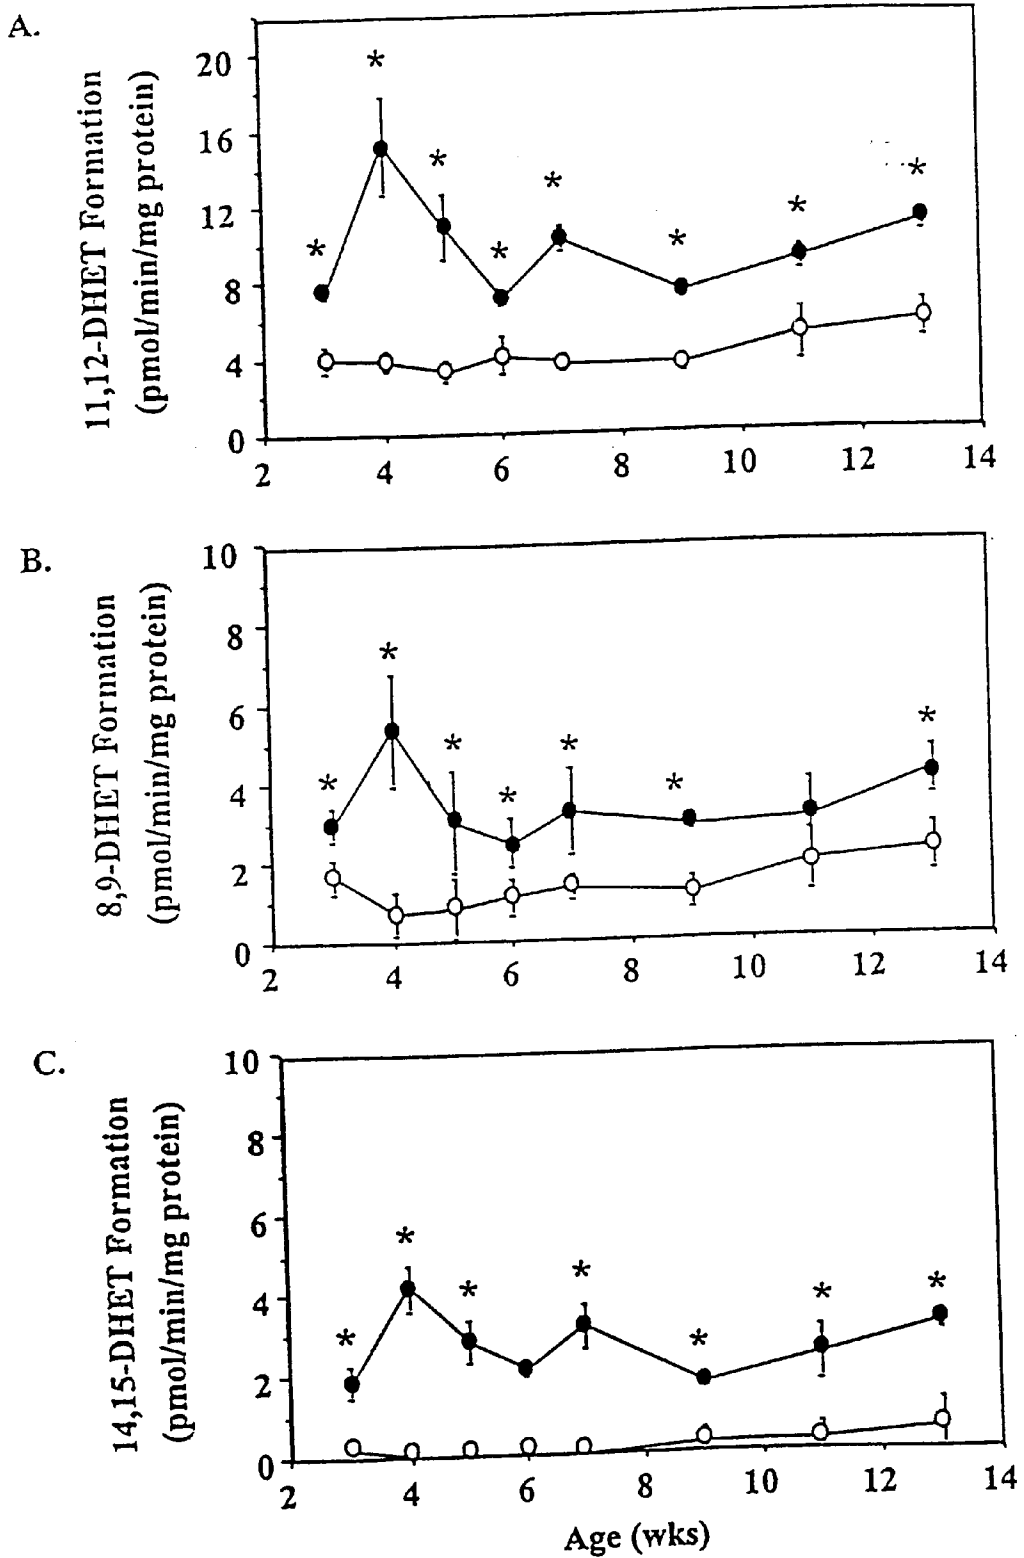 A.
11,12-DHET Formation
(pmol/min/mg protein)
20
16
12
8
4
0
2 4 6 8 10 12 14
* * * * * * * *
B.
8,9-DHET Formation
(pmol/min/mg protein)
10
8
6
4
2
0
2 4 6 8 10 12 14
* * * * * * *
C.
14,15-DHET Formation
(pmol/min/mg protein)
10
8
6
4
2
0
2 4 6 8 10 12 14
* * * * * * *
Age (wks)